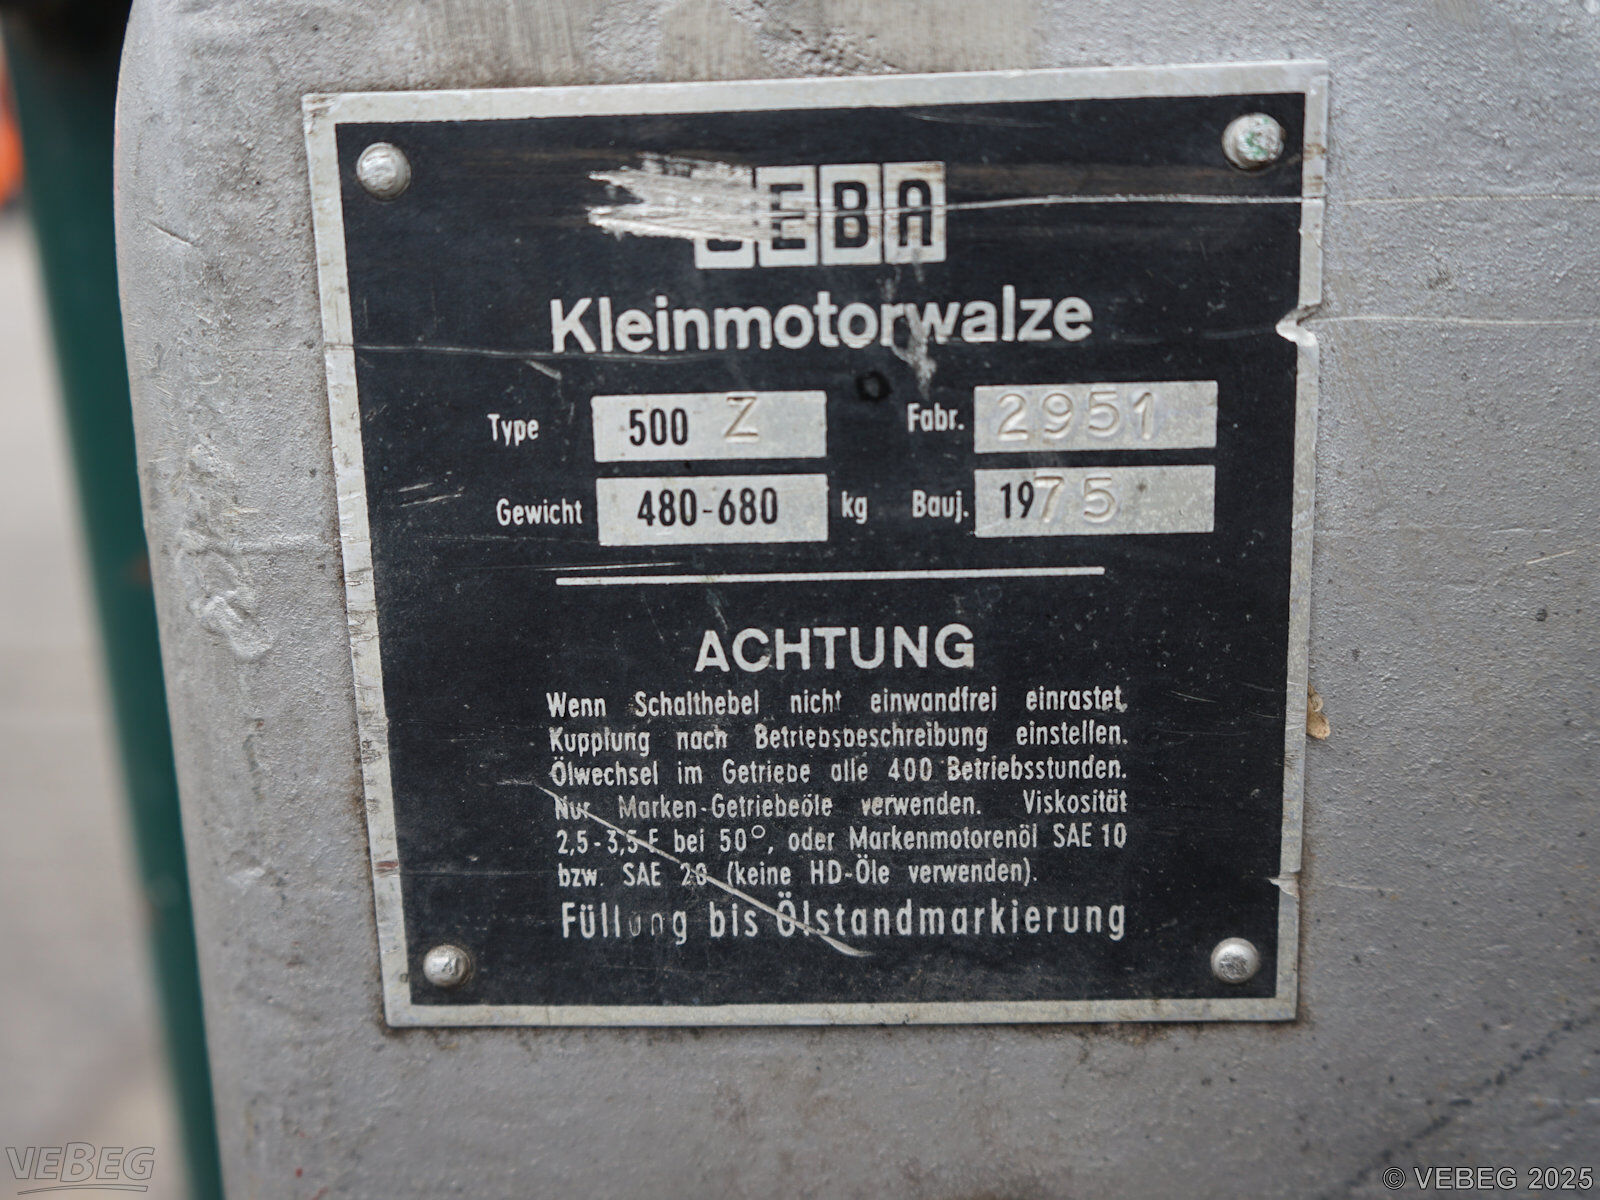 EBA
Kleinmotorwalze
Type 500 Z Fabr. 2951
Gewicht 480-680 kg Bauj. 1975
ACHTUNG
Wenn Schalthebel nicht einwandfrei einrastet,
Kupplung nach Betriebsbeschreibung einstellen.
Ölwechsel im Getriebe alle 400 Betriebsstunden.
Nur Marken-Getriebeöle verwenden. Viskosität
2,5-3,5 E bei 50°, oder Markenmotorenöl SAE 10
bzw. SAE 20 (keine HD-Öle verwenden).
Füllung bis Ölstandmarkierung
VEBEG
© VEBEG 2025